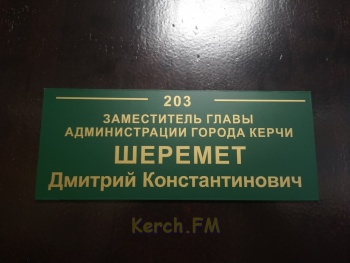 203
ЗАМЕСТИТЕЛЬ ГЛАВЫ
АДМИНИСТРАЦИИ ГОРОДА КЕРЧИ
ШЕРЕМЕТ
Дмитрий Константинович
Kerch.FM